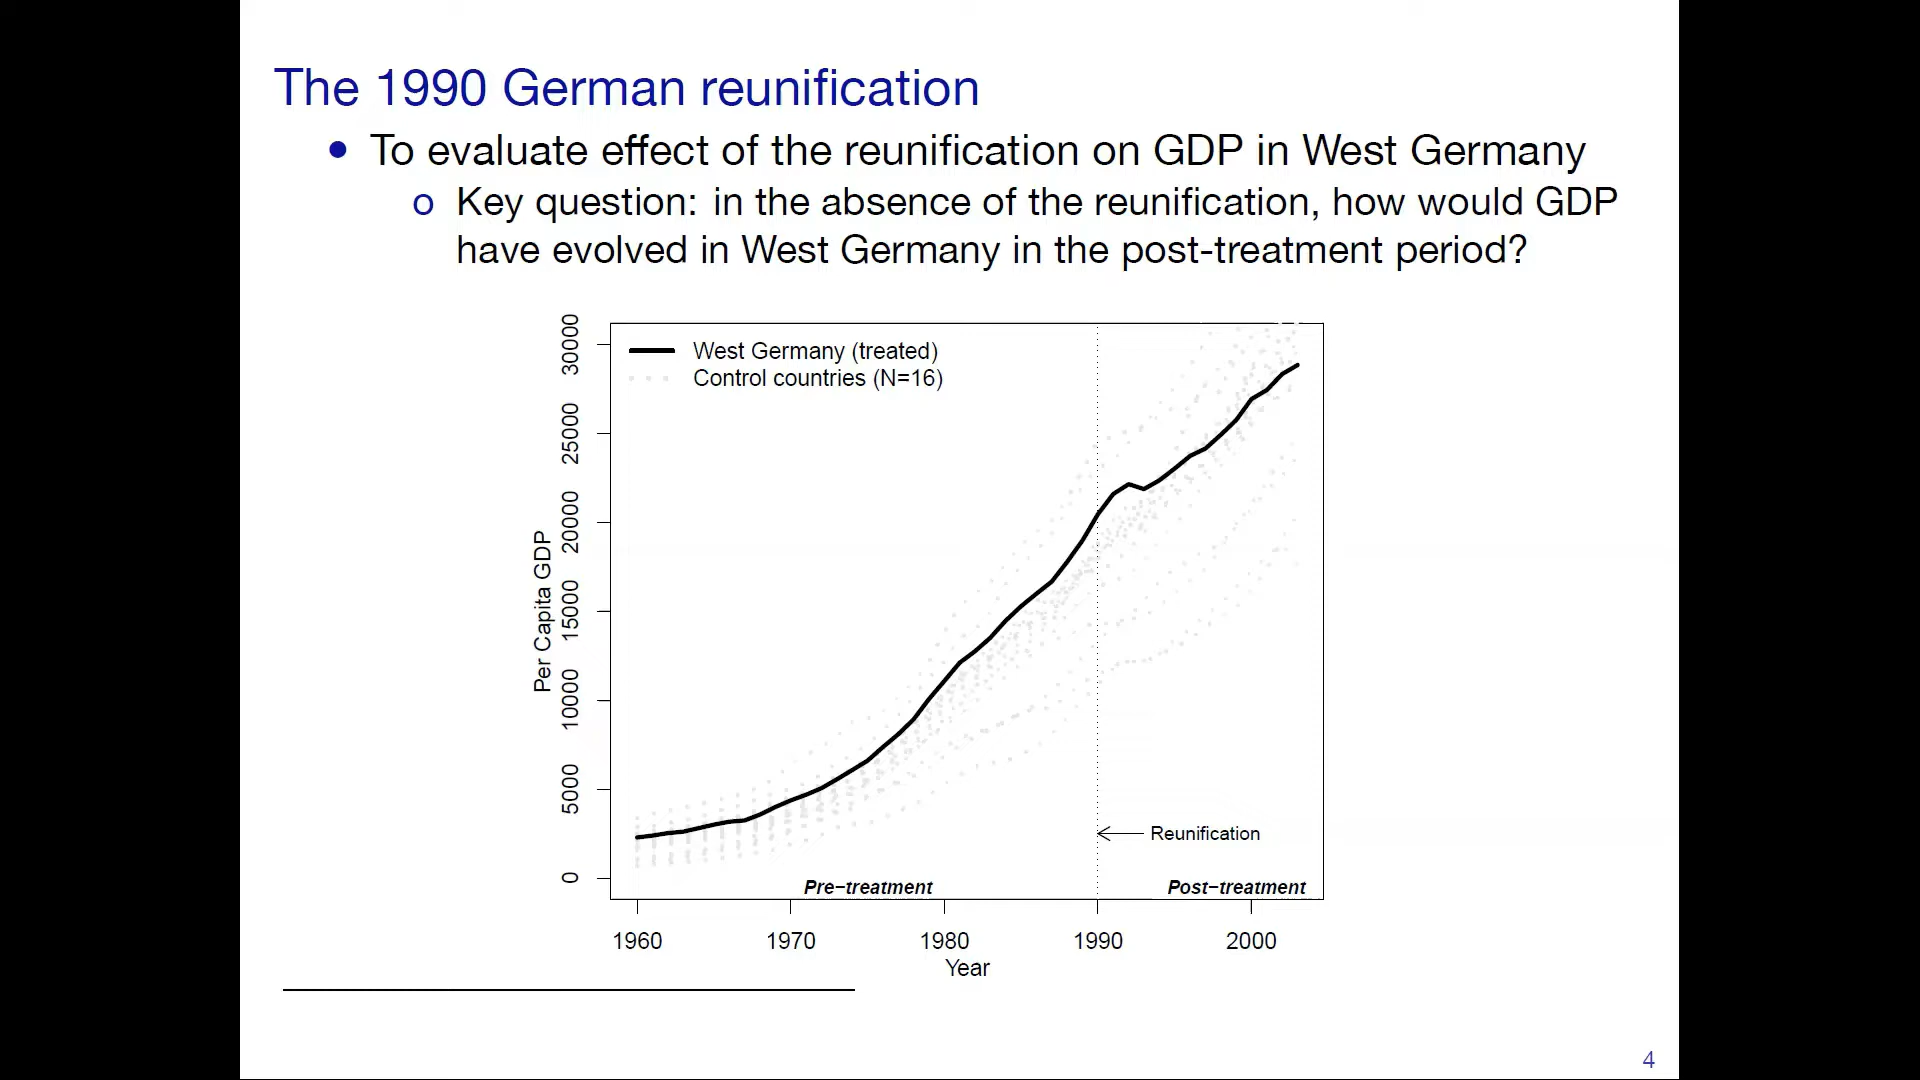 The 1990 German reunification
To evaluate effect of the reunification on GDP in West Germany
o Key question: in the absence of the reunification, how would GDP
have evolved in West Germany in the post-treatment period?
West Germany (treated)
Control countries (N=16)
Per Capita GDP
30000
25000
20000
15000
10000
5000
0
Reunification
Pre−treatment
Post−treatment
1960
1970
1980
1990
2000
Year
4